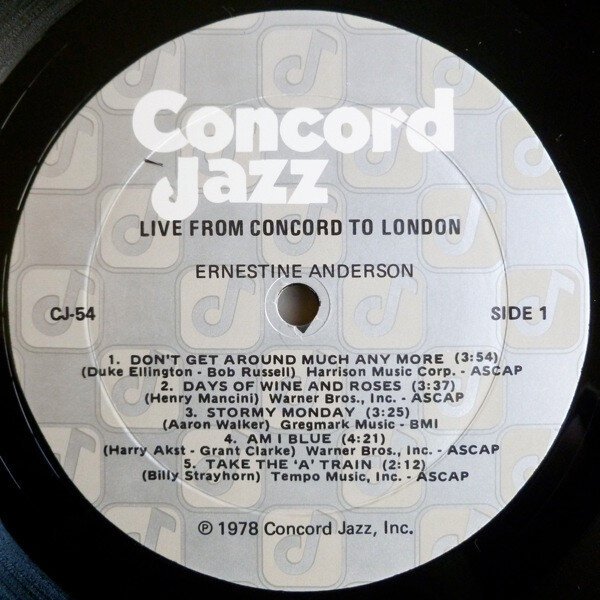 Concord
Jazz
LIVE FROM CONCORD TO LONDON
ERNESTINE ANDERSON
CJ-54 SIDE 1
1. DON'T GET AROUND MUCH ANY MORE (3:54)
(Duke Ellington - Bob Russell) Harrison Music Corp. - ASCAP
2. DAYS OF WINE AND ROSES (3:37)
(Henry Mancini) Warner Bros., Inc. - ASCAP
3. STORMY MONDAY (3:25)
(Aaron Walker) Gregmark Music - BMI
4. AM I BLUE (4:21)
(Harry Akst - Grant Clarke) Warner Bros., Inc. - ASCAP
5. TAKE THE 'A' TRAIN (2:12)
(Billy Strayhorn) Tempo Music, Inc. - ASCAP
℗ 1978 Concord Jazz, Inc.